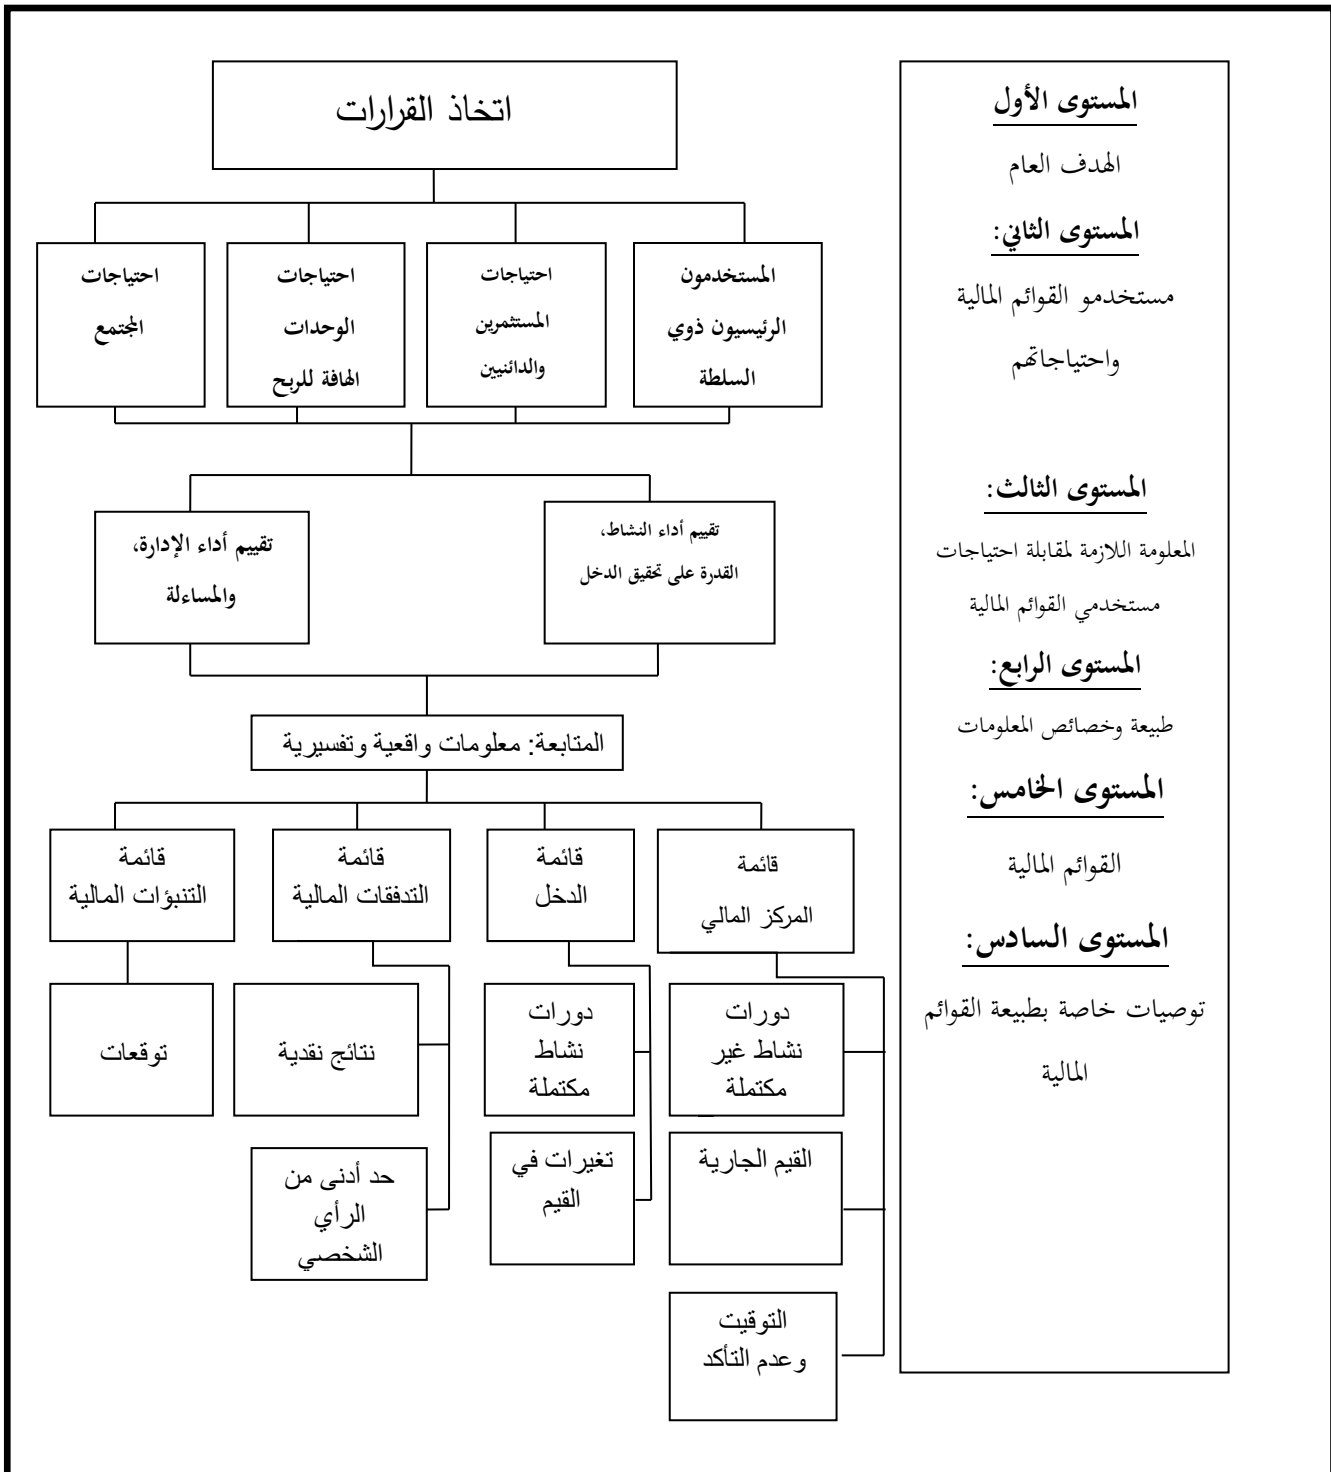 اتخاذ القرارات
المستخدمون
الرئيسيون ذوي
السلطة
احتياجات
المستثمرين
والدائنيين
احتياجات
الوحدات
الهافة للربح
احتياجات
المجتمع
تقييم أداء النشاط،
القدرة على تحقيق الدخل
تقييم أداء الإدارة،
والمساءلة
المتابعة: معلومات واقعية وتفسيرية
قائمة
المركز المالي
قائمة
الدخل
قائمة
التدفقات المالية
قائمة
التنبؤات المالية
دورات
نشاط غير
مكتملة
دورات
نشاط
مكتملة
نتائج نقدية
توقعات
القيم الجارية
تغيرات في
القيم
حد أدنى من
الرأي
الشخصي
التوقيت
وعدم التأكد
المستوى الأول
الهدف العام
المستوى الثاني:
مستخدمو القوائم المالية
واحتياجاتهم
المستوى الثالث:
المعلومة اللازمة لمقابلة احتياجات
مستخدمي القوائم المالية
المستوى الرابع:
طبيعة وخصائص المعلومات
المستوى الخامس:
القوائم المالية
المستوى السادس:
توصيات خاصة بطبيعة القوائم
المالية